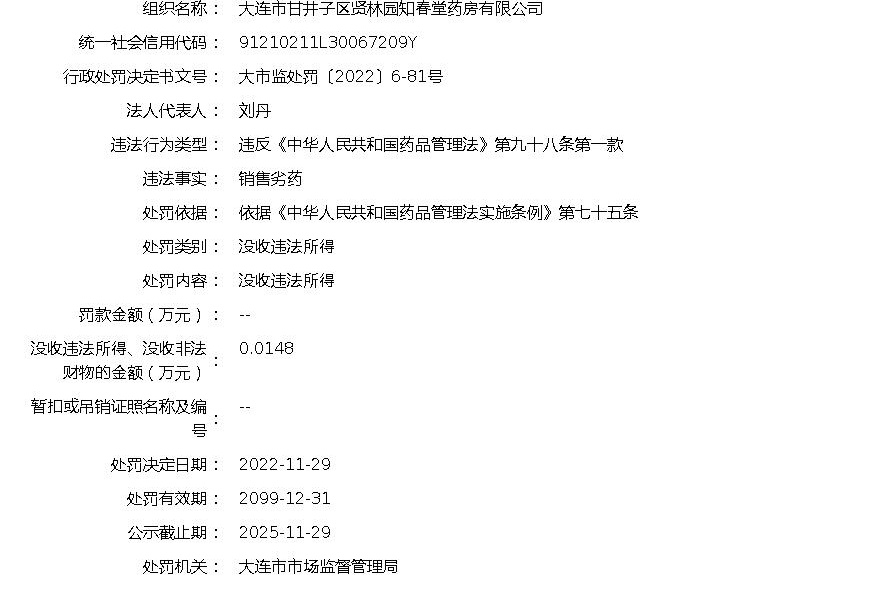 组织名称： 大连市甘井子区贤林园知春堂药房有限公司
统一社会信用代码： 91210211L30067209Y
行政处罚决定书文号： 大市监处罚〔2022〕6-81号
法人代表人： 刘丹
违法行为类型： 违反《中华人民共和国药品管理法》第九十八条第一款
违法事实： 销售劣药
处罚依据： 依据《中华人民共和国药品管理法实施条例》第七十五条
处罚类别： 没收违法所得
处罚内容： 没收违法所得
罚款金额（万元）： --
没收违法所得、没收非法
财物的金额（万元）： 0.0148
暂扣或吊销证照名称及编
号： --
处罚决定日期： 2022-11-29
处罚有效期： 2099-12-31
公示截止期： 2025-11-29
处罚机关： 大连市市场监督管理局